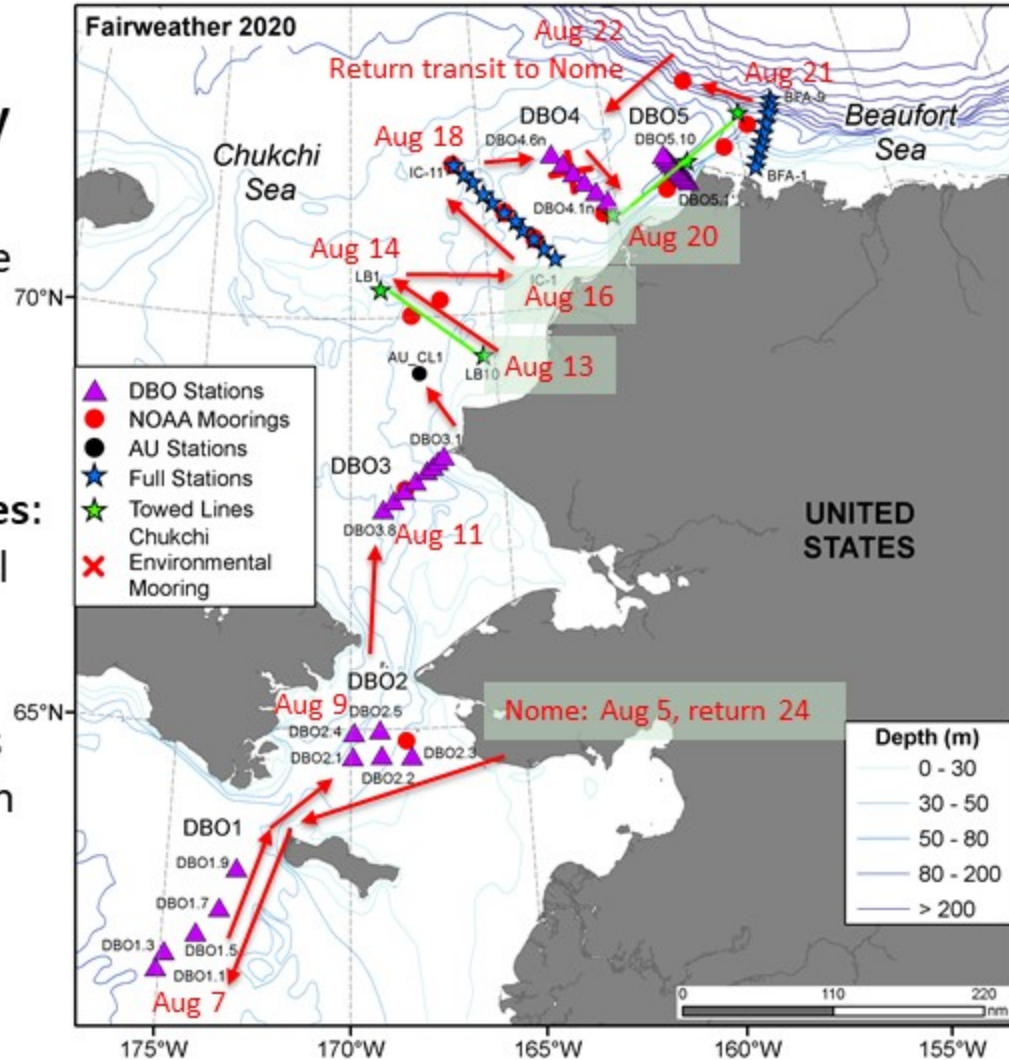 Fairweather 2020
Aug 22
Return transit to Nome
Aug 21
BFA-9
Beaufort
Sea
BFA-1
DBO4
DBO5
DBO4.6n
DBO5.10
Aug 18
Chukchi
Sea
IC-11
DBO4.1n
DBO5.1
Aug 20
Aug 14
LB1
IC-1
Aug 16
70°N
AU_CL1
LB10
Aug 13
DBO Stations
NOAA Moorings
AU Stations
Full Stations
Towed Lines
Chukchi
Environmental
Mooring
DBO3.1
DBO3
DBO3.8
Aug 11
UNITED
STATES
es:
DBO2
Aug 9
DBO2.5
DBO2.4
DBO2.1
DBO2.3
DBO2.2
65°N
Nome: Aug 5, return 24
Depth (m)
0 - 30
30 - 50
50 - 80
80 - 200
> 200
DBO1
DBO1.9
DBO1.7
DBO1.3
DBO1.5
DBO1.1
Aug 7
0
110
220
nm
175°W
170°W
165°W
160°W
155°W